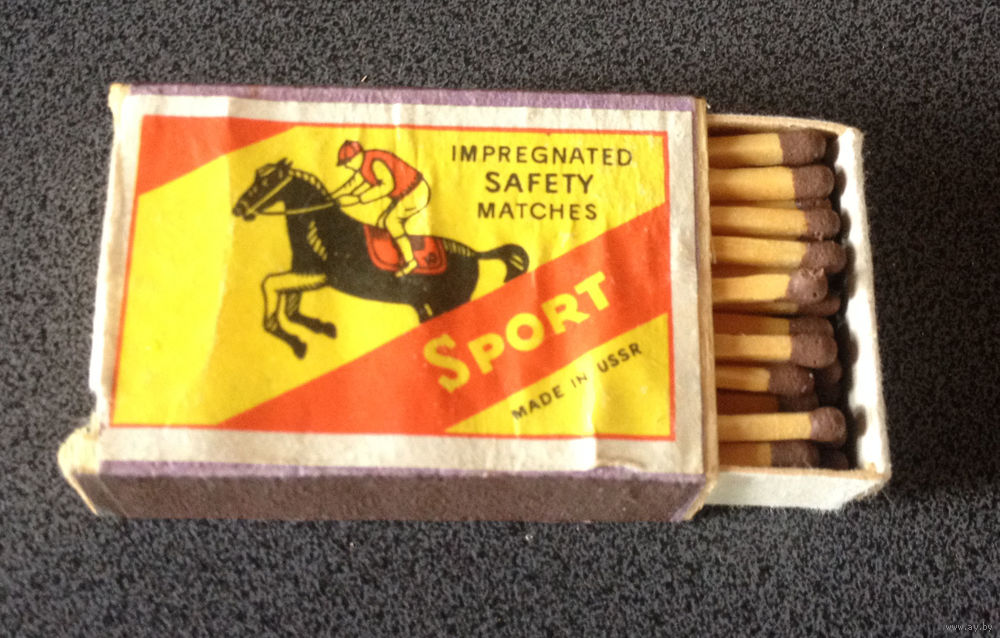 IMPREGNATED
SAFETY
MATCHES
SPORT
MADE IN USSR
www.ay.by